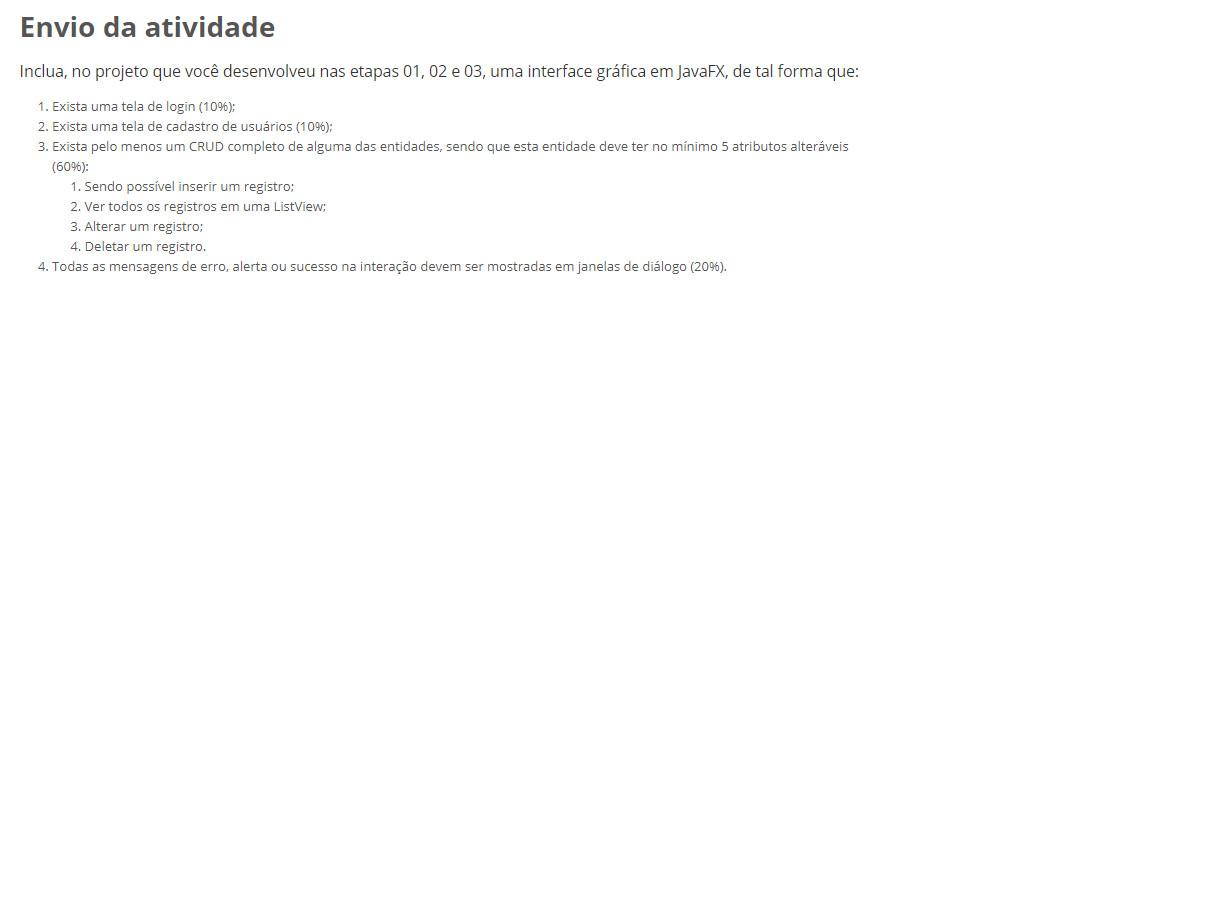 Envio da atividade
Inclua, no projeto que você desenvolveu nas etapas 01, 02 e 03, uma interface gráfica em JavaFX, de tal forma que:
1. Exista uma tela de login (10%);
2. Exista uma tela de cadastro de usuários (10%);
3. Exista pelo menos um CRUD completo de alguma das entidades, sendo que esta entidade deve ter no mínimo 5 atributos alteráveis
(60%):
1. Sendo possível inserir um registro;
2. Ver todos os registros em uma ListView;
3. Alterar um registro;
4. Deletar um registro.
4. Todas as mensagens de erro, alerta ou sucesso na interação devem ser mostradas em janelas de diálogo (20%).